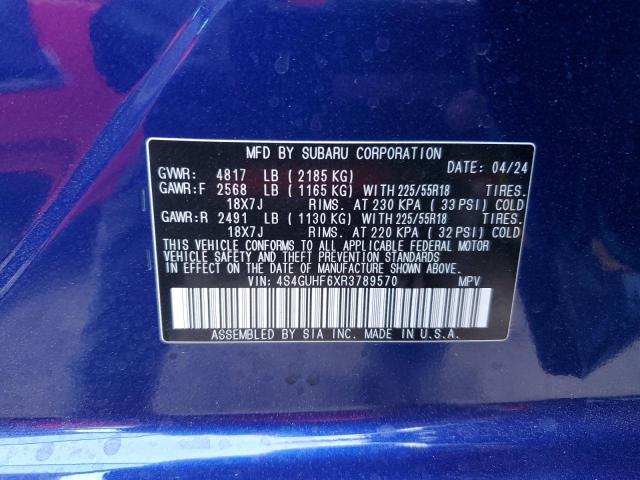 MFD BY SUBARU CORPORATION
GVWR: 4817 LB (2185 KG) DATE: 04/24
GAWR:F 2568 LB (1165 KG) WITH 225/55R18 TIRES.
18X7J RIMS. AT 230 KPA (33 PSI) COLD
GAWR:R 2491 LB (1130 KG) WITH 225/55R18 TIRES.
18X7J RIMS. AT 220 KPA (32 PSI) COLD
THIS VEHICLE CONFORMS TO ALL APPLICABLE FEDERAL MOTOR
VEHICLE SAFETY AND THEFT PREVENTION STANDARDS
IN EFFECT ON THE DATE OF MANUFACTURE SHOWN ABOVE.
VIN: 4S4GUHF6XR3789570 MPV
ASSEMBLED BY SIA INC. MADE IN U.S.A.